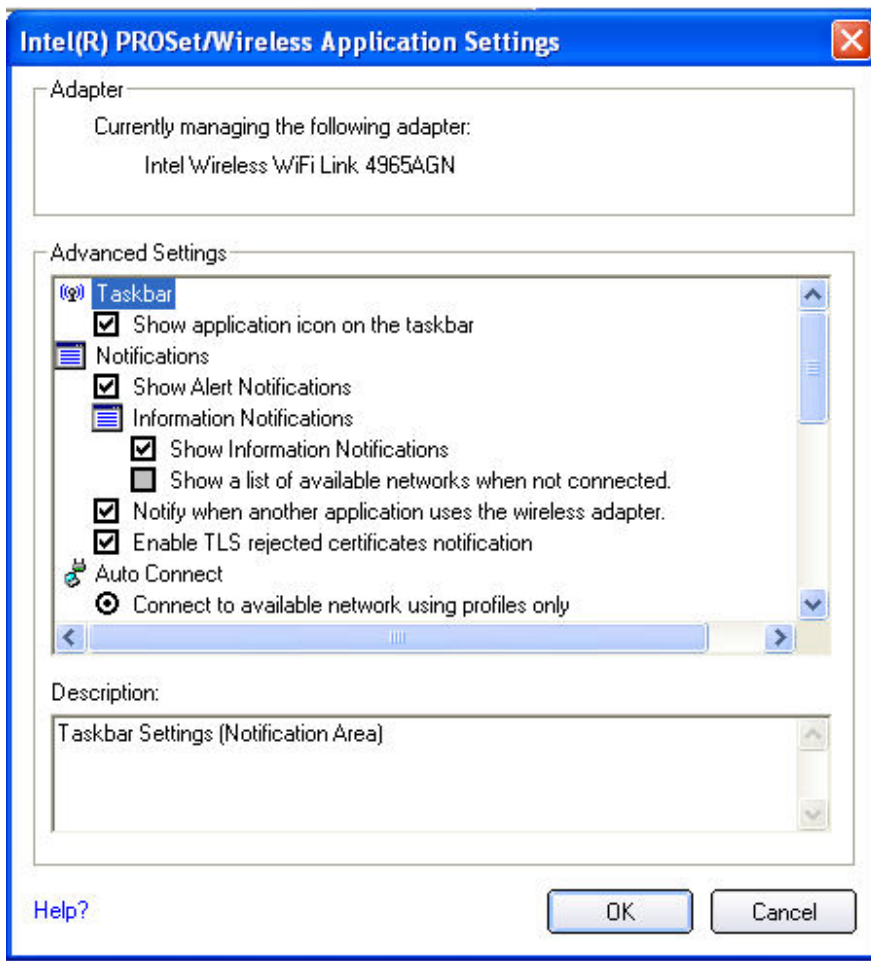 Intel(R) PROSet/Wireless Application Settings
Adapter
Currently managing the following adapter:
Intel Wireless WiFi Link 4965AGN
Advanced Settings
Taskbar
Show application icon on the taskbar
Notifications
Show Alert Notifications
Information Notifications
Show Information Notifications
Show a list of available networks when not connected.
Notify when another application uses the wireless adapter.
Enable TLS rejected certificates notification
Auto Connect
Connect to available network using profiles only
Description:
Taskbar Settings (Notification Area)
Help?
OK
Cancel